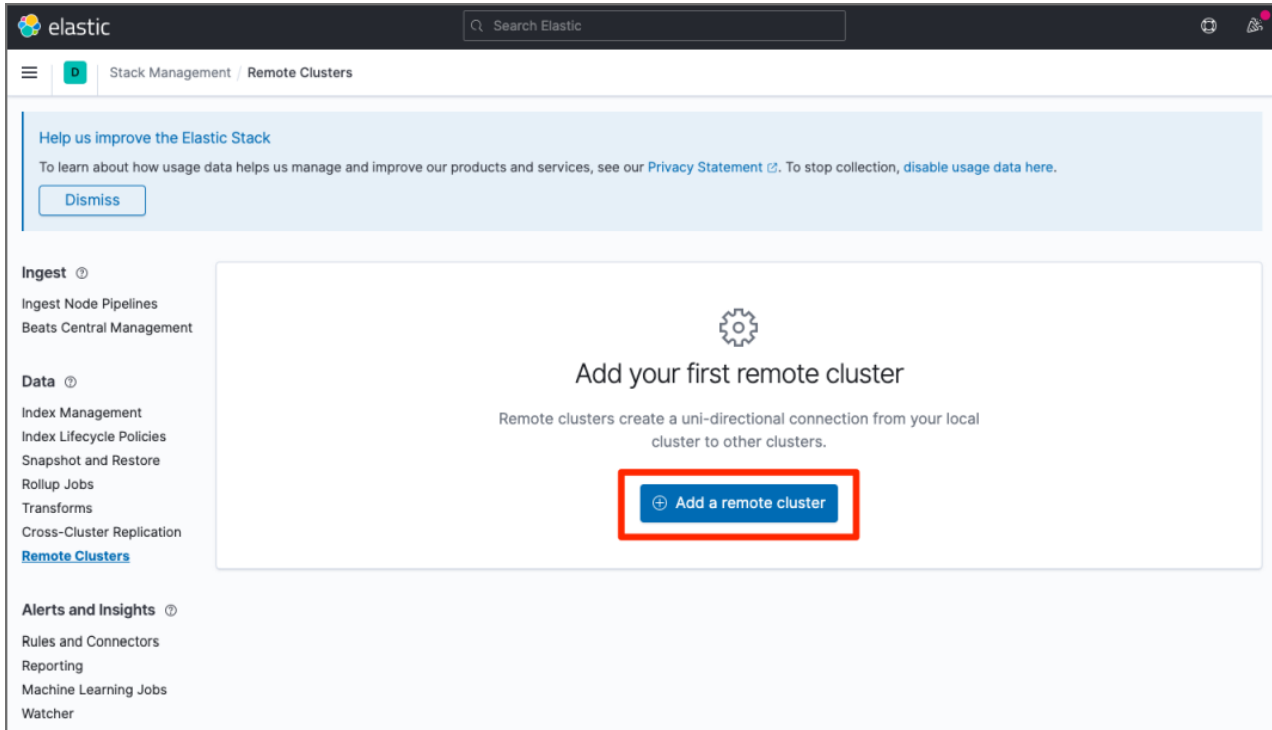 elastic
Search Elastic
D
Stack Management / Remote Clusters
Help us improve the Elastic Stack
To learn about how usage data helps us manage and improve our products and services, see our Privacy Statement. To stop collection, disable usage data here.
Dismiss
Ingest
Ingest Node Pipelines
Beats Central Management
Data
Index Management
Index Lifecycle Policies
Snapshot and Restore
Rollup Jobs
Transforms
Cross-Cluster Replication
Remote Clusters
Alerts and Insights
Rules and Connectors
Reporting
Machine Learning Jobs
Watcher
Add your first remote cluster
Remote clusters create a uni-directional connection from your local
cluster to other clusters.
Add a remote cluster